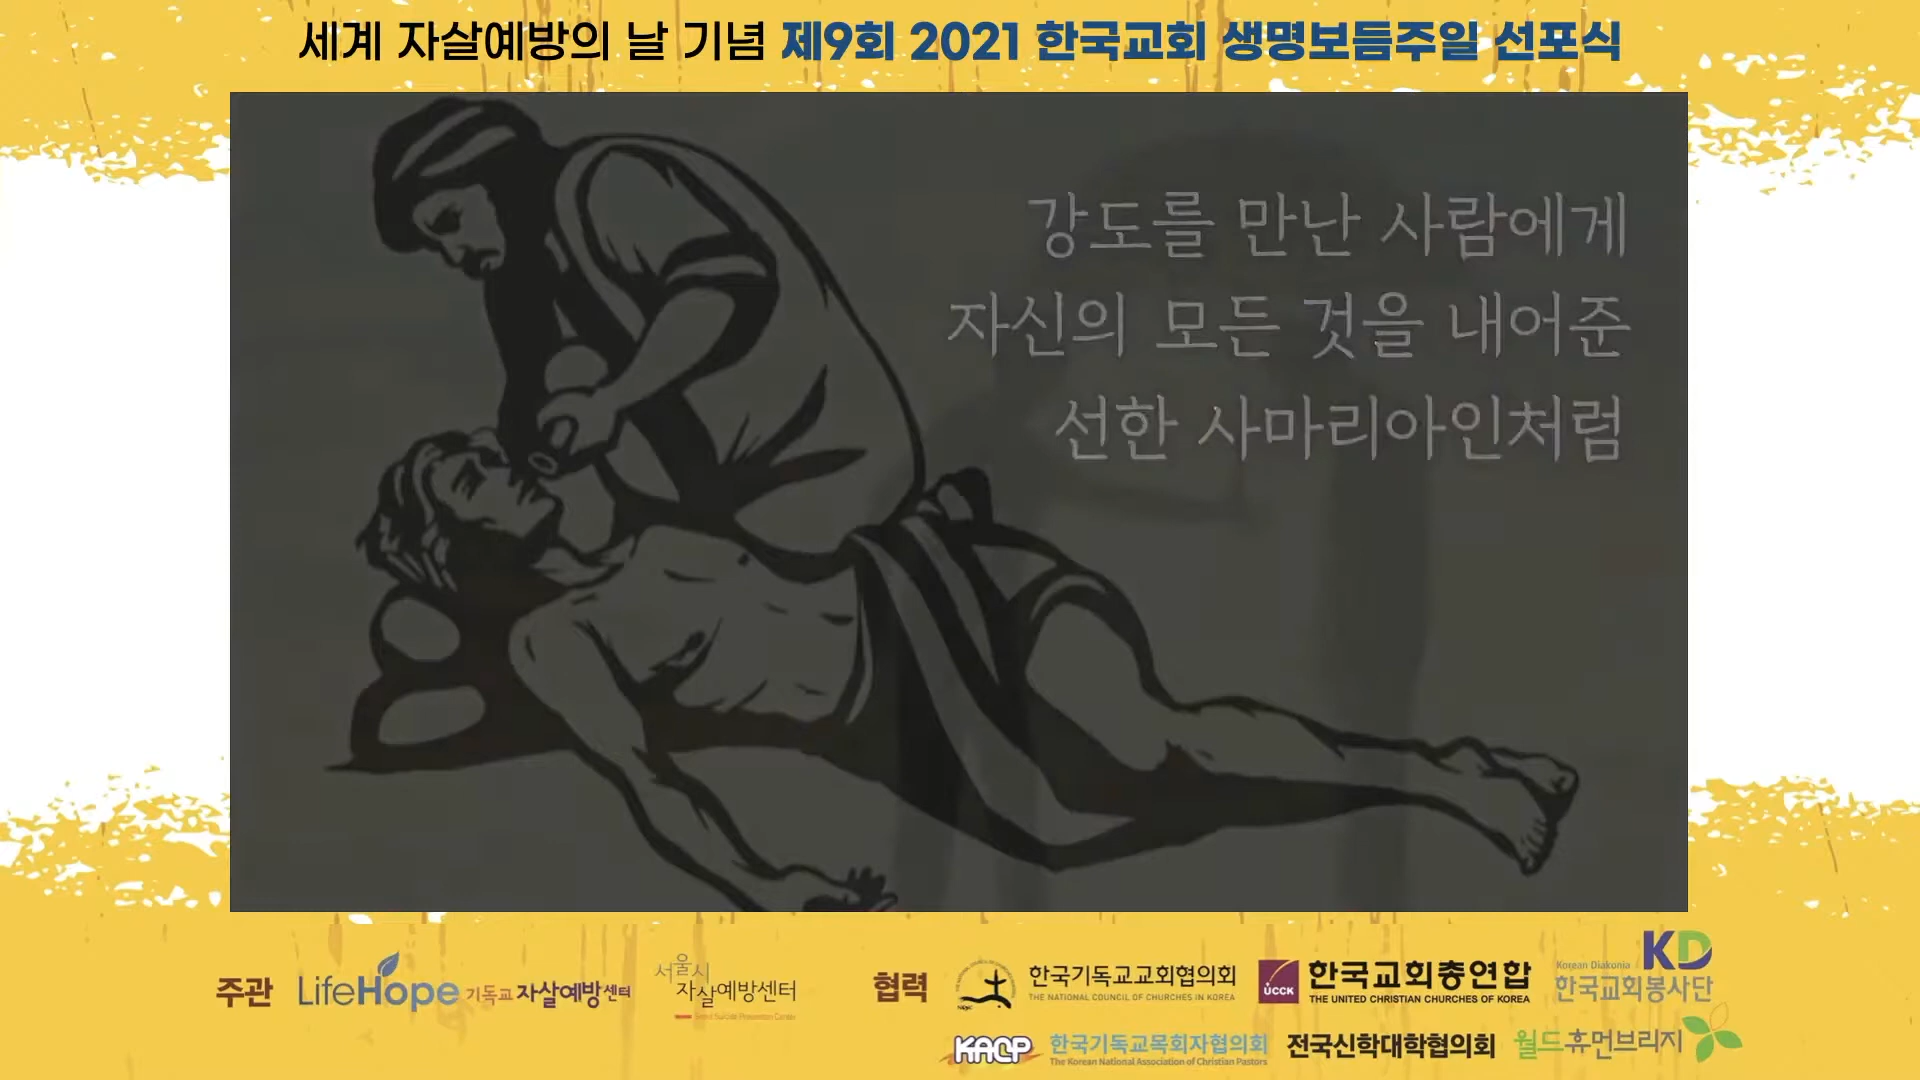 세계 자살예방의 날 기념 제9회 2021 한국교회 생명보듬주일 선포식
강도를 만난 사람에게
자신의 모든 것을 내어준
선한 사마리아인처럼
주관 LifeHope 기독교 자살예방센터
서울시
자살예방센터
Seoul Suicide Prevention Center
협력
한국기독교교회협의회
THE NATIONAL COUNCIL OF CHURCHES IN KOREA
UCCK 한국교회총연합
THE UNITED CHRISTIAN CHURCHES OF KOREA
KD
Korean Diakonia
한국교회봉사단
KACP 한국기독교목회자협의회
The Korean National Association of Christian Pastors
전국신학대학협의회
월드휴먼브리지